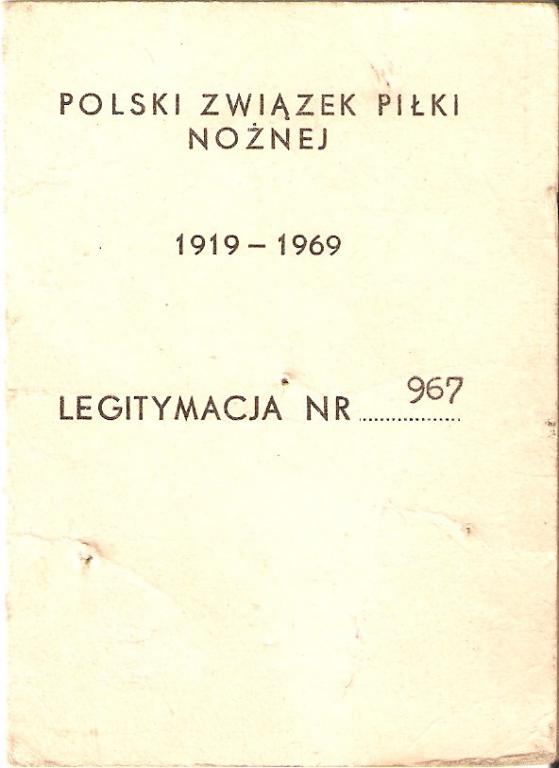 POLSKI ZWIĄZEK PIŁKI
NOŻNEJ
1919 – 1969
LEGITYMACJA NR 967